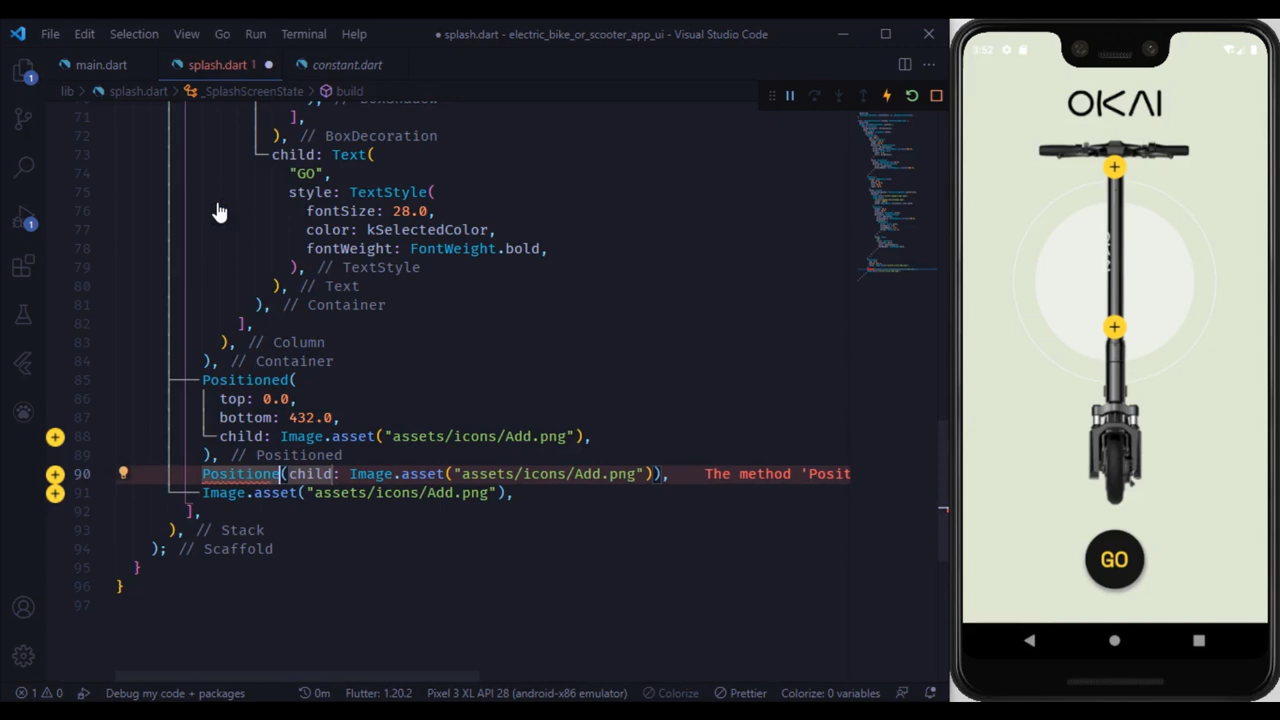 File Edit Selection View Go Run Terminal Help
● splash.dart - electric_bike_or_scooter_app_ui - Visual Studio Code
main.dart
splash.dart 1
constant.dart
lib > splash.dart > _SplashScreenState > build
71 ],
72 ), // BoxDecoration
73 child: Text(
74 "GO",
75 style: TextStyle(
76 fontSize: 28.0,
77 color: kSelectedColor,
78 fontWeight: FontWeight.bold,
79 ), // TextStyle
80 ), // Text
81 ), // Container
82 ],
83 ), // Column
84 ), // Container
85 Positioned(
86 top: 0.0,
87 bottom: 432.0,
88 child: Image.asset("assets/icons/Add.png"),
89 ), // Positioned
90 Positione(child: Image.asset("assets/icons/Add.png")), The method 'Posit
91 Image.asset("assets/icons/Add.png"),
92 ],
93 ), // Stack
94 ); // Scaffold
95 }
96 }
97
1
1
1 0 Debug my code + packages 0m Flutter: 1.20.2 Pixel 3 XL API 28 (android-x86 emulator) Colorize Prettier Colorize: 0 variables
3:52
OKAI
OKAI
GO